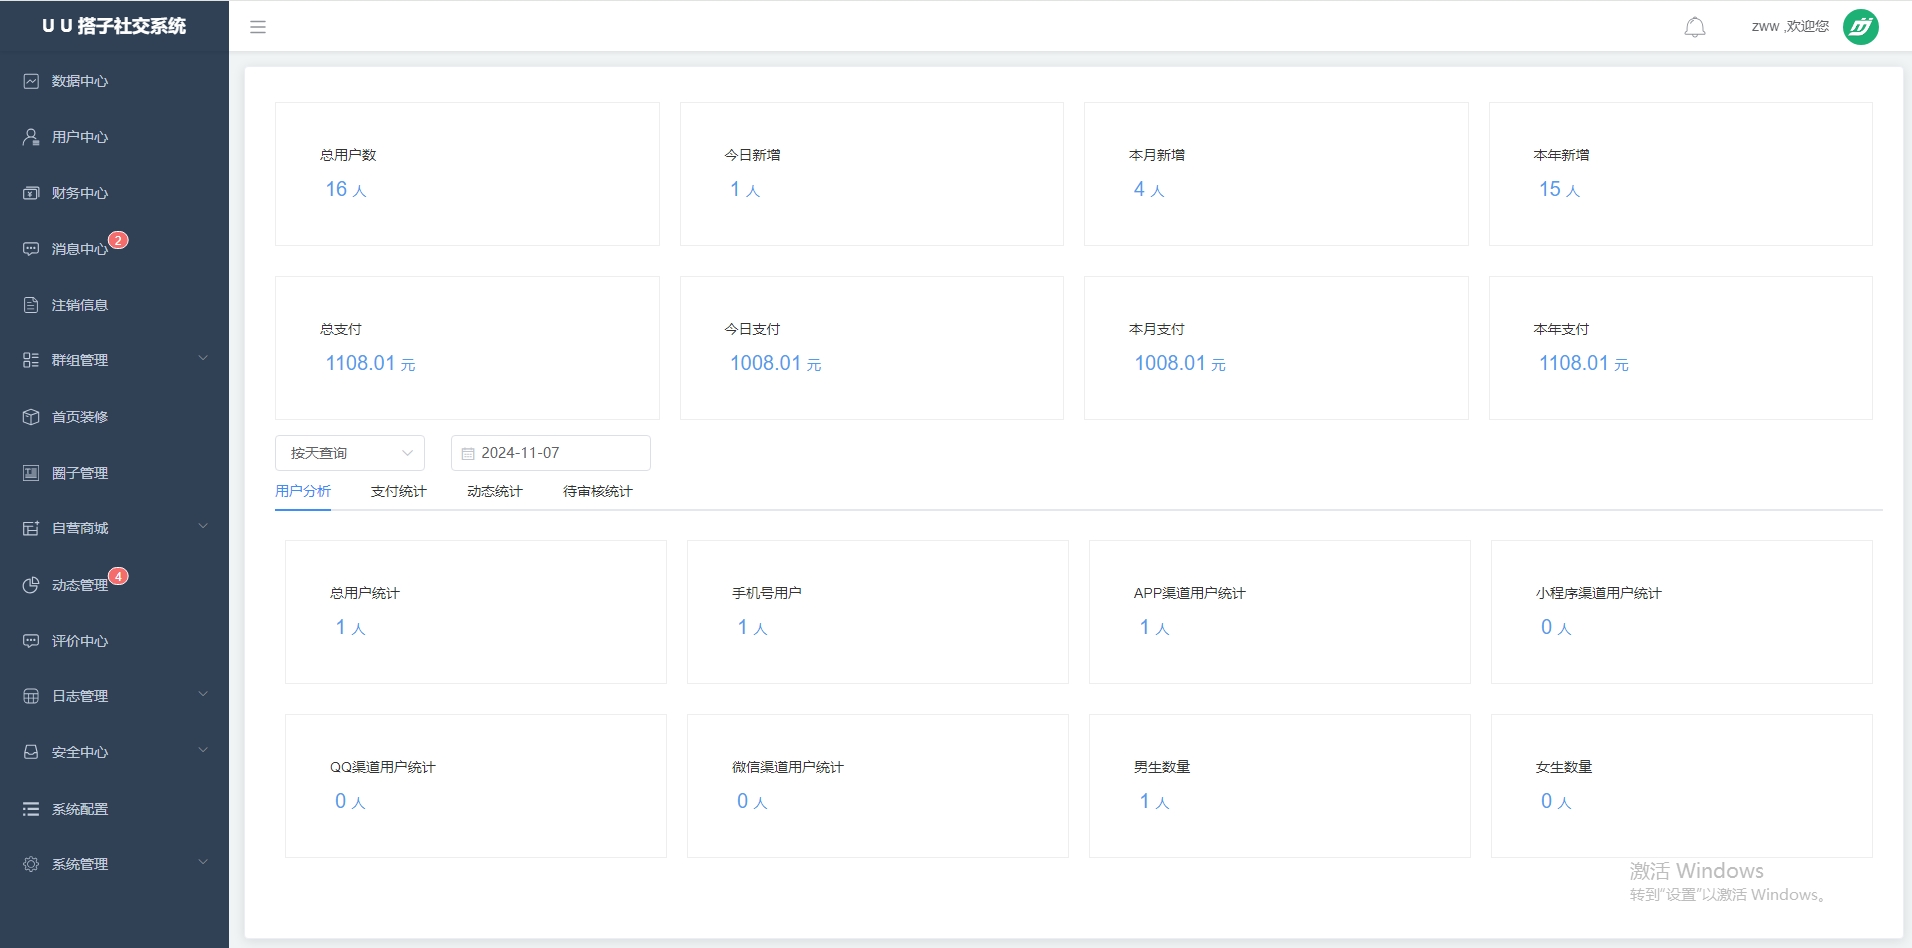 U U 搭子社交系统
zww ,欢迎您
数据中心
用户中心
财务中心
消息中心 2
注销信息
群组管理
首页装修
圈子管理
自营商城
动态管理 4
评价中心
日志管理
安全中心
系统配置
系统管理
总用户数
16 人
今日新增
1 人
本月新增
4 人
本年新增
15 人
总支付
1108.01 元
今日支付
1008.01 元
本月支付
1008.01 元
本年支付
1108.01 元
按天查询
2024-11-07
用户分析 支付统计 动态统计 待审核统计
总用户统计
1 人
手机号用户
1 人
APP渠道用户统计
1 人
小程序渠道用户统计
0 人
QQ渠道用户统计
0 人
微信渠道用户统计
0 人
男生数量
1 人
女生数量
0 人
激活 Windows
转到"设置"以激活 Windows。